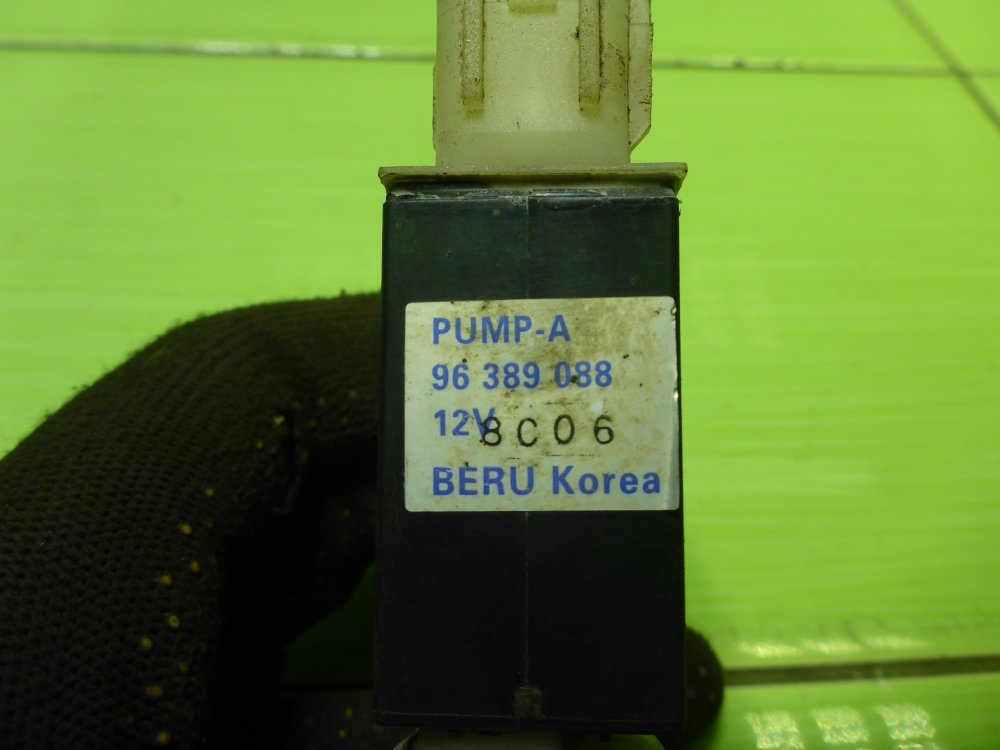 PUMP-A
96 389 088
12V
8C06
BERU Korea